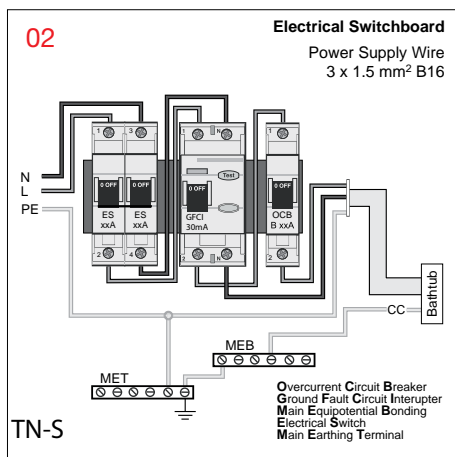 02
Electrical Switchboard
Power Supply Wire
3 x 1.5 mm² B16
1
3
1
N
1
N
L
PE
0 OFF
0 OFF
0 OFF
0 OFF
Test
ES
xxA
ES
xxA
GFCI
30mA
OCB
B xxA
2
4
2
N
2
Bathtub
CC
MEB
MET
Overcurrent Circuit Breaker
Ground Fault Circuit Interupter
Main Equipotential Bonding
Electrical Switch
Main Earthing Terminal
TN-S